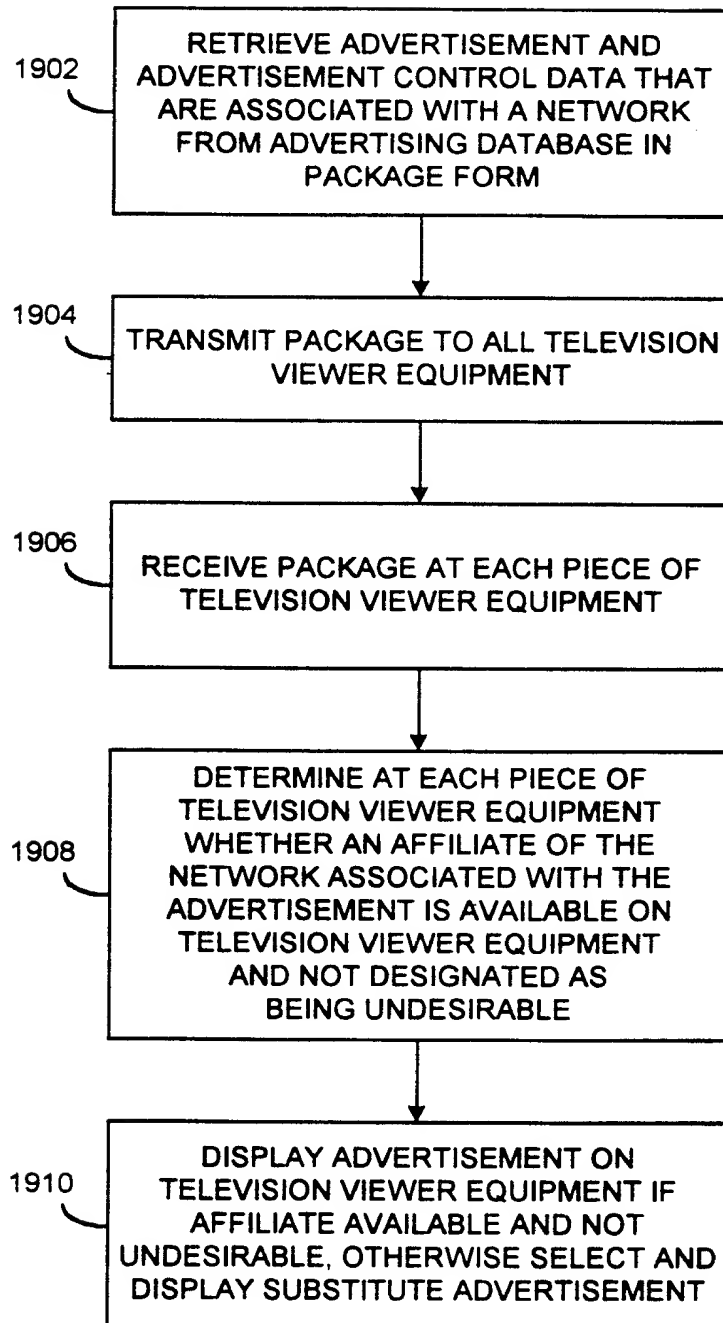 1902
RETRIEVE ADVERTISEMENT AND
ADVERTISEMENT CONTROL DATA THAT
ARE ASSOCIATED WITH A NETWORK
FROM ADVERTISING DATABASE IN
PACKAGE FORM
1904
TRANSMIT PACKAGE TO ALL TELEVISION
VIEWER EQUIPMENT
1906
RECEIVE PACKAGE AT EACH PIECE OF
TELEVISION VIEWER EQUIPMENT
1908
DETERMINE AT EACH PIECE OF
TELEVISION VIEWER EQUIPMENT
WHETHER AN AFFILIATE OF THE
NETWORK ASSOCIATED WITH THE
ADVERTISEMENT IS AVAILABLE ON
TELEVISION VIEWER EQUIPMENT
AND NOT DESIGNATED AS
BEING UNDESIRABLE
1910
DISPLAY ADVERTISEMENT ON
TELEVISION VIEWER EQUIPMENT IF
AFFILIATE AVAILABLE AND NOT
UNDESIRABLE, OTHERWISE SELECT AND
DISPLAY SUBSTITUTE ADVERTISEMENT